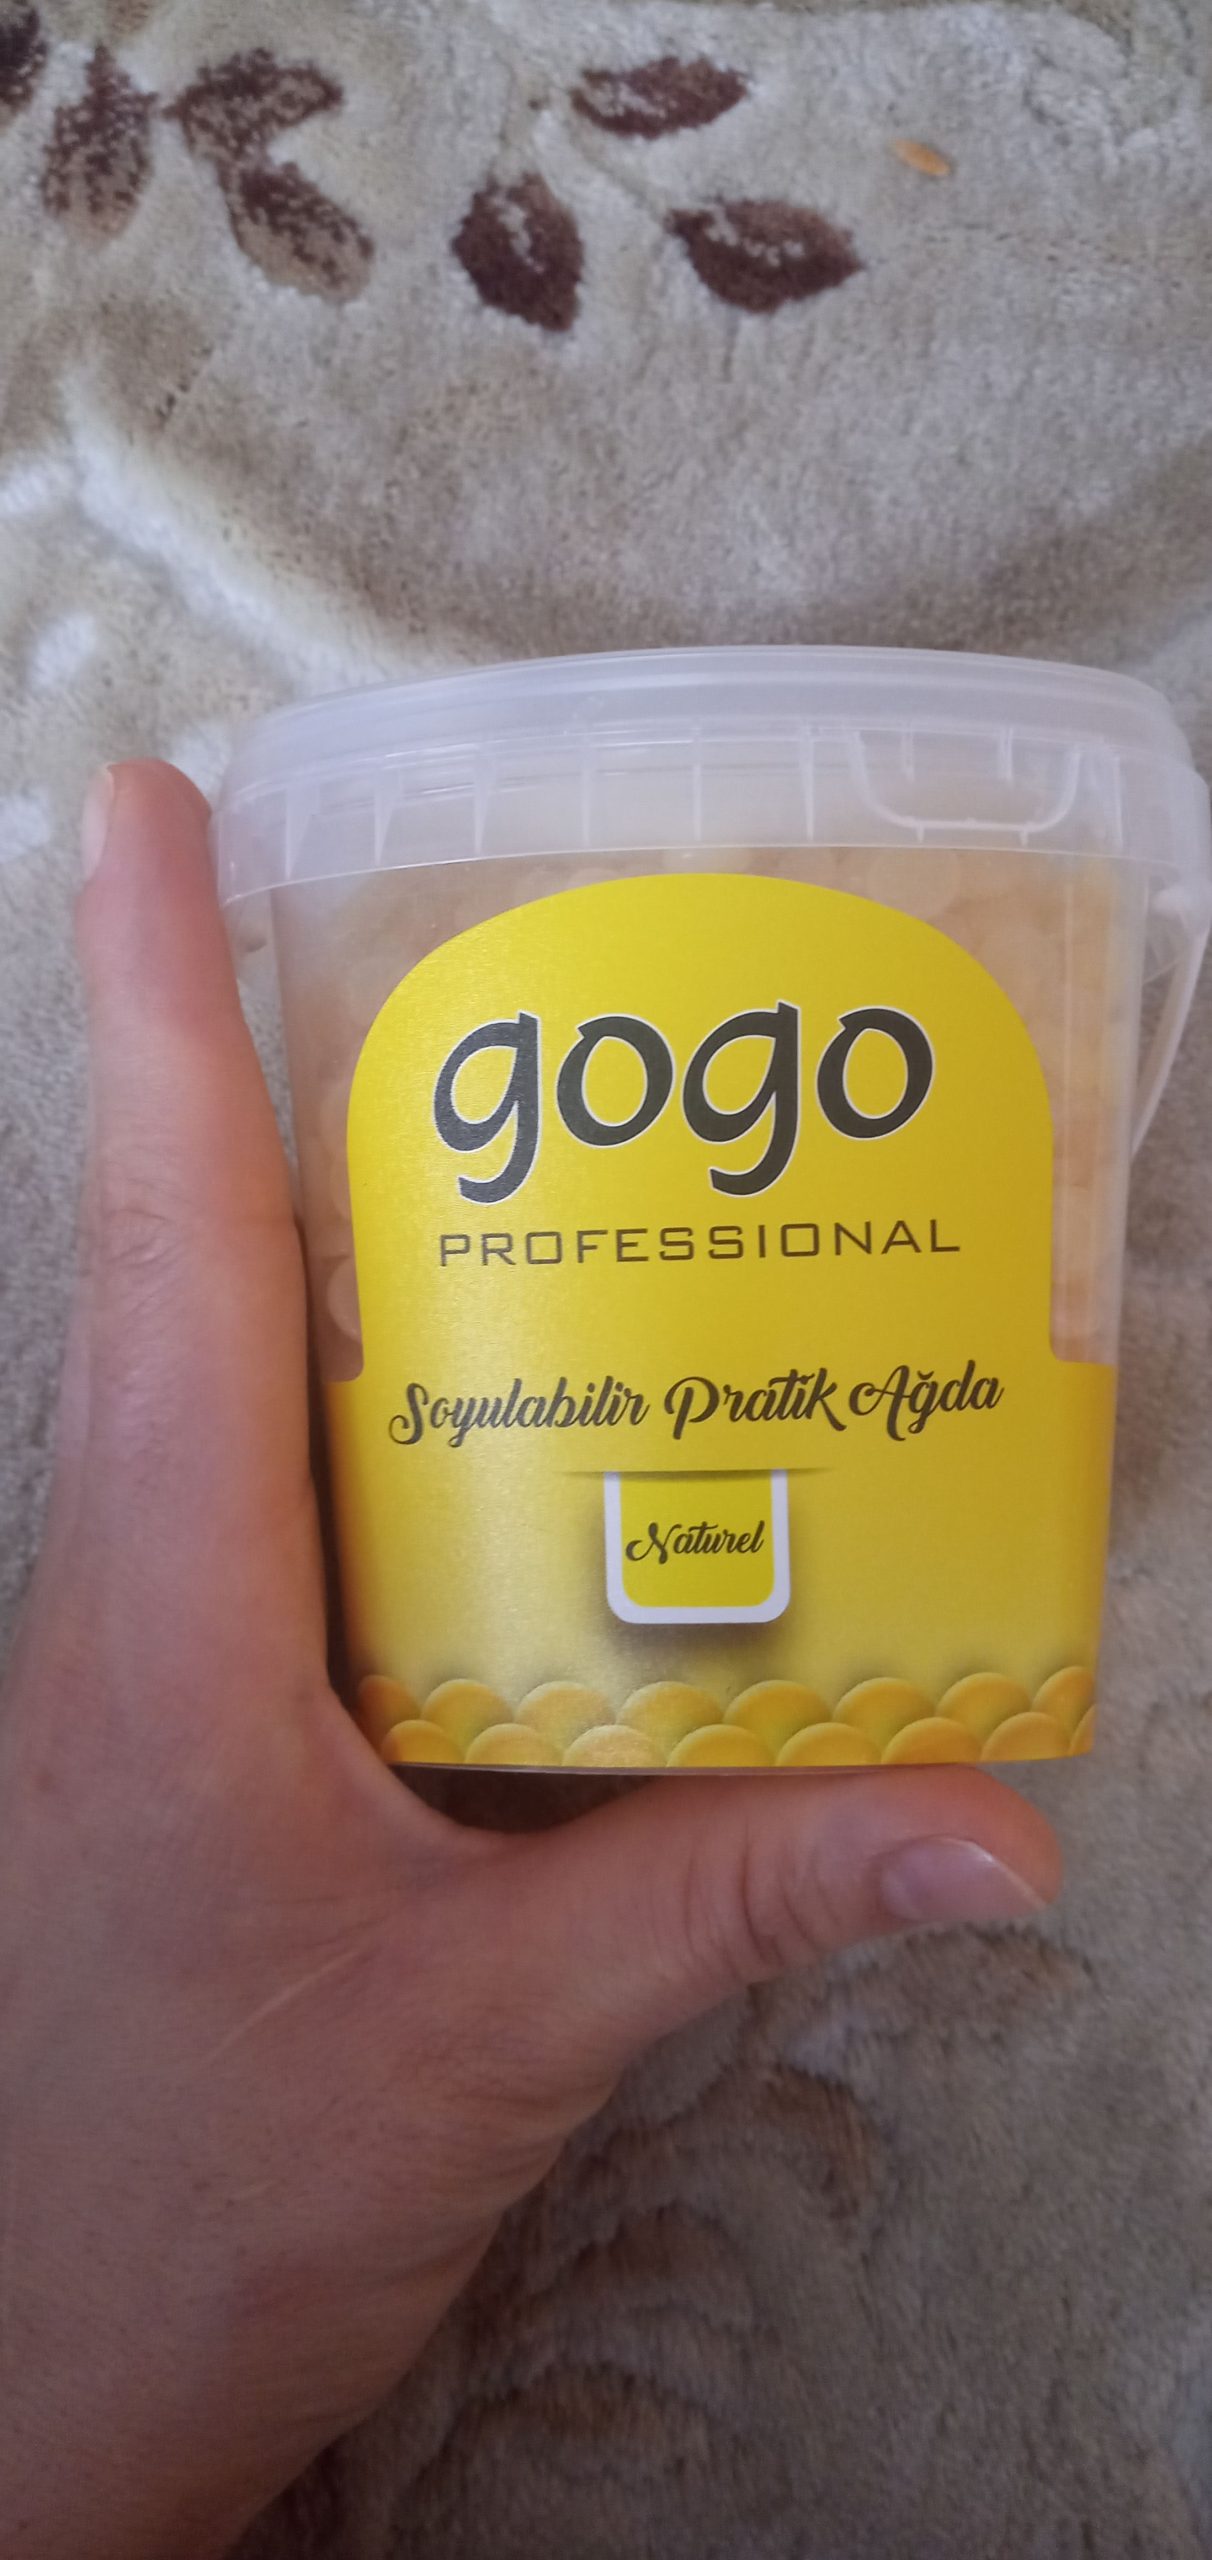 gogo
PROFESSIONAL
Soyulabilir Pratik Ağda
Naturel